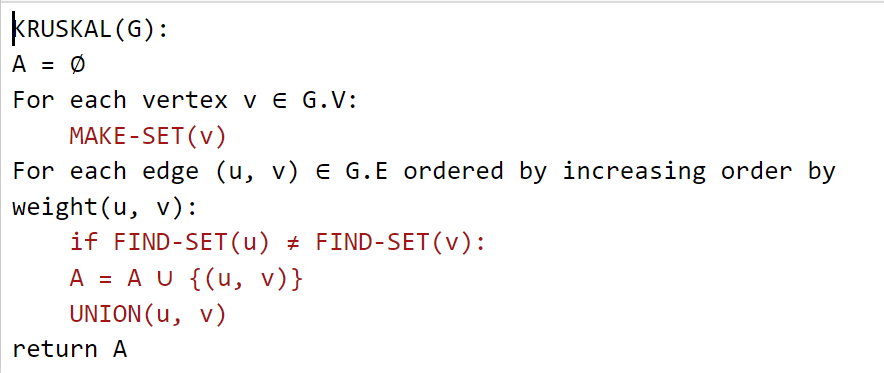 KRUSKAL(G):
A = ∅
For each vertex v ∈ G.V:
    MAKE-SET(v)
For each edge (u, v) ∈ G.E ordered by increasing order by
weight(u, v):
    if FIND-SET(u) ≠ FIND-SET(v):
    A = A ∪ {(u, v)}
    UNION(u, v)
return A